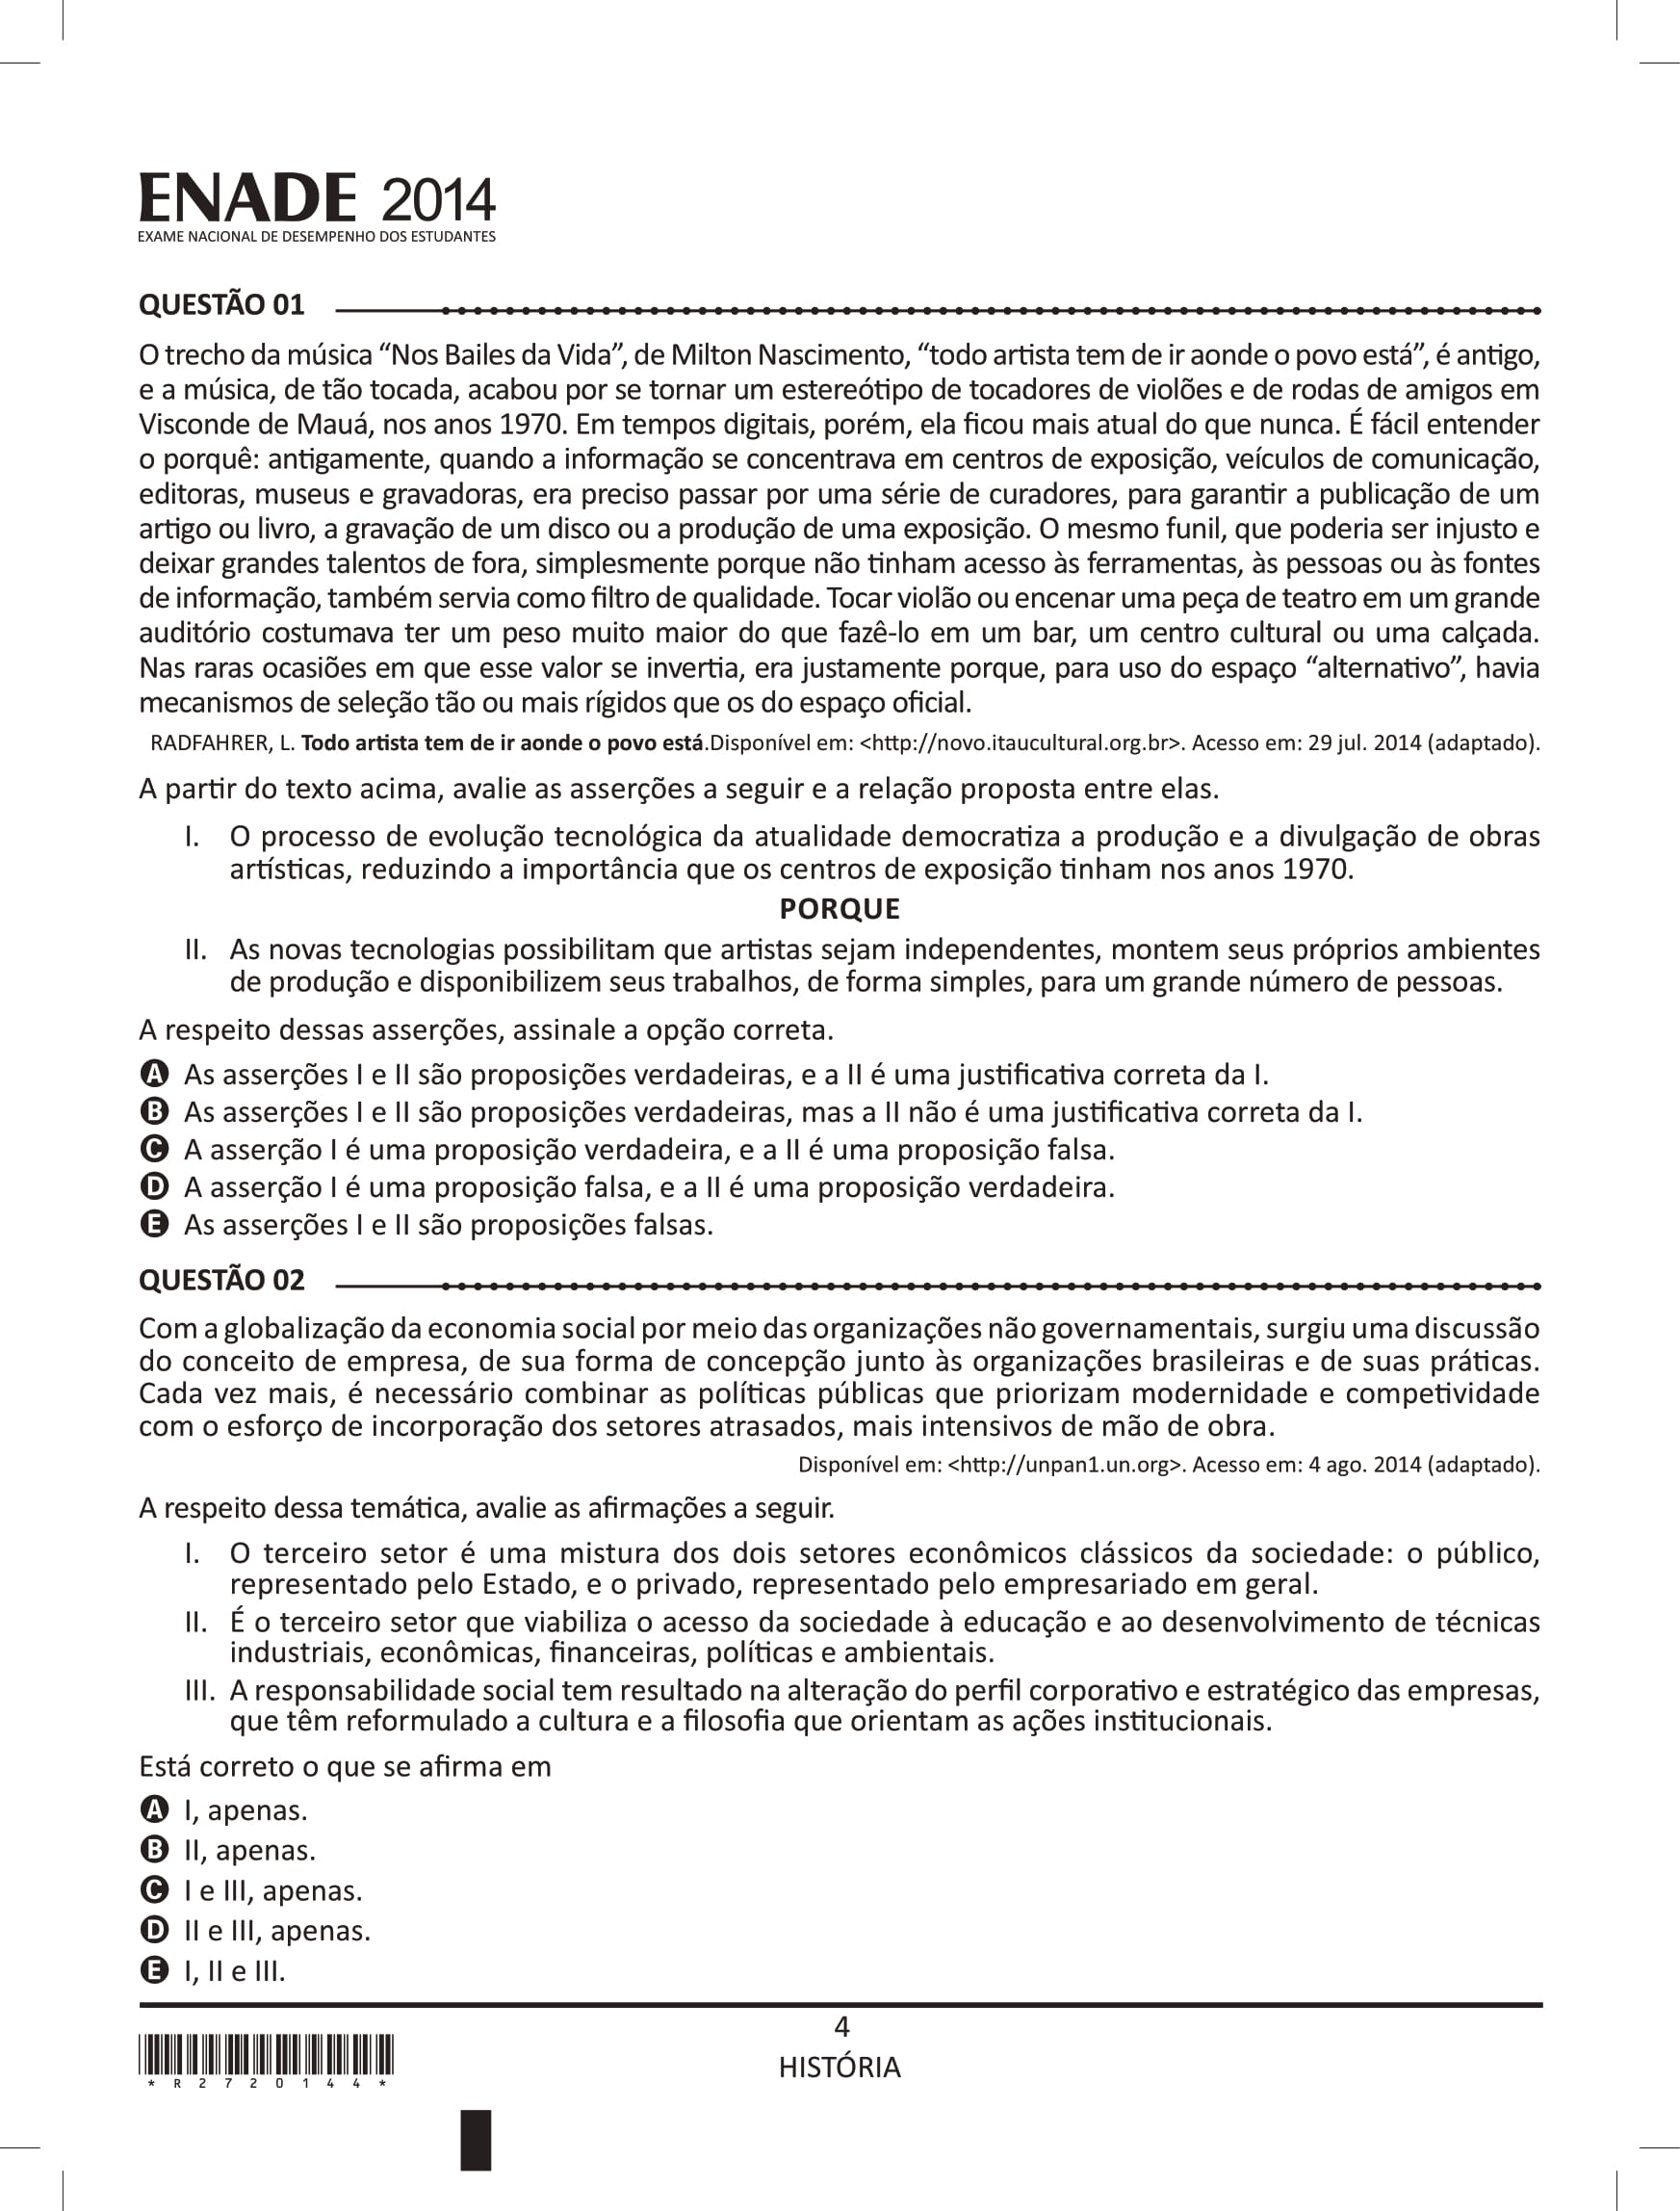 ENADE 2014
EXAME NACIONAL DE DESEMPENHO DOS ESTUDANTES
QUESTÃO 01
O trecho da música “Nos Bailes da Vida”, de Milton Nascimento, “todo artista tem de ir aonde o povo está”, é antigo,
e a música, de tão tocada, acabou por se tornar um estereótipo de tocadores de violões e de rodas de amigos em
Visconde de Mauá, nos anos 1970. Em tempos digitais, porém, ela ficou mais atual do que nunca. É fácil entender
o porquê: antigamente, quando a informação se concentrava em centros de exposição, veículos de comunicação,
editoras, museus e gravadoras, era preciso passar por uma série de curadores, para garantir a publicação de um
artigo ou livro, a gravação de um disco ou a produção de uma exposição. O mesmo funil, que poderia ser injusto e
deixar grandes talentos de fora, simplesmente porque não tinham acesso às ferramentas, às pessoas ou às fontes
de informação, também servia como filtro de qualidade. Tocar violão ou encenar uma peça de teatro em um grande
auditório costumava ter um peso muito maior do que fazê-lo em um bar, um centro cultural ou uma calçada.
Nas raras ocasiões em que esse valor se invertia, era justamente porque, para uso do espaço “alternativo”, havia
mecanismos de seleção tão ou mais rígidos que os do espaço oficial.
RADFAHRER, L. Todo artista tem de ir aonde o povo está.Disponível em: <http://novo.itaucultural.org.br>. Acesso em: 29 jul. 2014 (adaptado).
A partir do texto acima, avalie as asserções a seguir e a relação proposta entre elas.
I. O processo de evolução tecnológica da atualidade democratiza a produção e a divulgação de obras
artísticas, reduzindo a importância que os centros de exposição tinham nos anos 1970.
PORQUE
II. As novas tecnologias possibilitam que artistas sejam independentes, montem seus próprios ambientes
de produção e disponibilizem seus trabalhos, de forma simples, para um grande número de pessoas.
A respeito dessas asserções, assinale a opção correta.
A As asserções I e II são proposições verdadeiras, e a II é uma justificativa correta da I.
B As asserções I e II são proposições verdadeiras, mas a II não é uma justificativa correta da I.
C A asserção I é uma proposição verdadeira, e a II é uma proposição falsa.
D A asserção I é uma proposição falsa, e a II é uma proposição verdadeira.
E As asserções I e II são proposições falsas.
QUESTÃO 02
Com a globalização da economia social por meio das organizações não governamentais, surgiu uma discussão
do conceito de empresa, de sua forma de concepção junto às organizações brasileiras e de suas práticas.
Cada vez mais, é necessário combinar as políticas públicas que priorizam modernidade e competividade
com o esforço de incorporação dos setores atrasados, mais intensivos de mão de obra.
Disponível em: <http://unpan1.un.org>. Acesso em: 4 ago. 2014 (adaptado).
A respeito dessa temática, avalie as afirmações a seguir.
I. O terceiro setor é uma mistura dos dois setores econômicos clássicos da sociedade: o público,
representado pelo Estado, e o privado, representado pelo empresariado em geral.
II. É o terceiro setor que viabiliza o acesso da sociedade à educação e ao desenvolvimento de técnicas
industriais, econômicas, financeiras, políticas e ambientais.
III. A responsabilidade social tem resultado na alteração do perfil corporativo e estratégico das empresas,
que têm reformulado a cultura e a filosofia que orientam as ações institucionais.
Está correto o que se afirma em
A I, apenas.
B II, apenas.
C I e III, apenas.
D II e III, apenas.
E I, II e III.
4
HISTÓRIA
* R 2 7 2 0 1 4 4 *